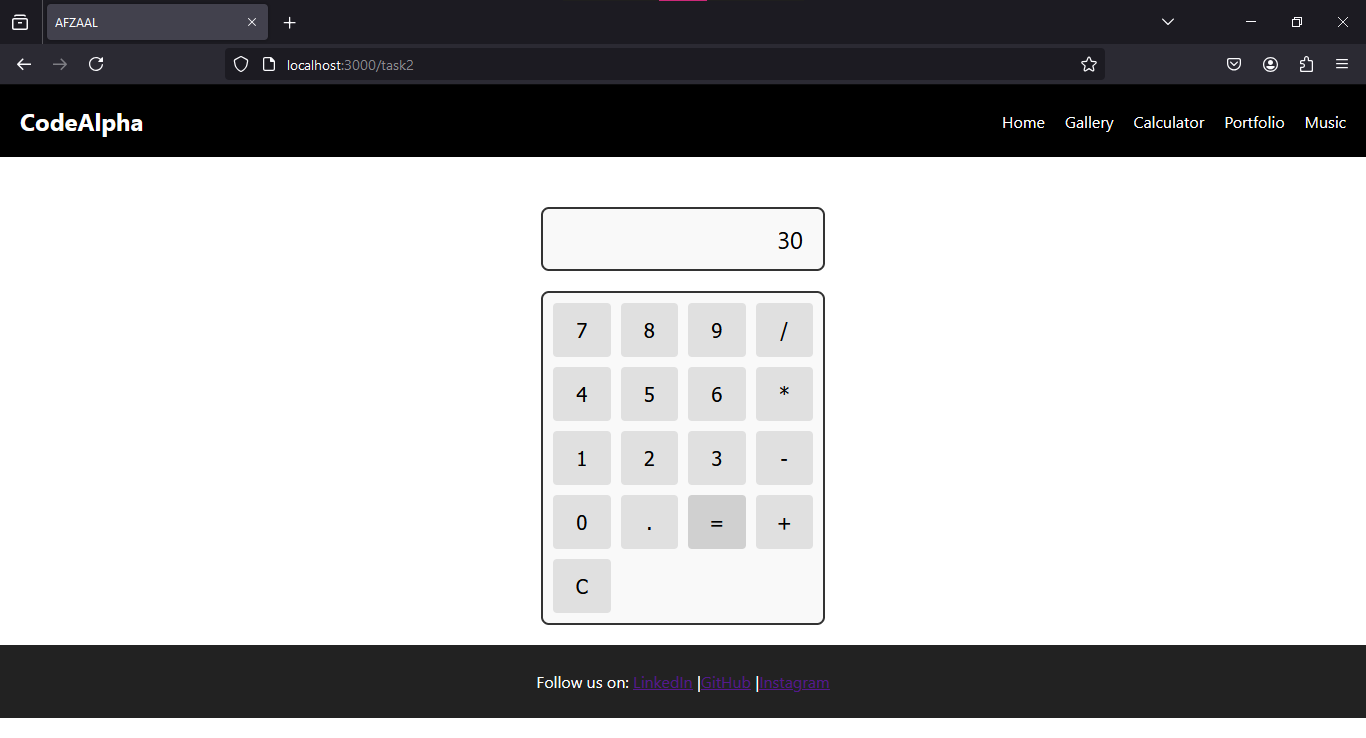 AFZAAL
localhost:3000/task2
CodeAlpha
Home Gallery Calculator Portfolio Music
30
7 8 9 /
4 5 6 *
1 2 3 -
0 . = +
C
Follow us on: LinkedIn |GitHub |Instagram